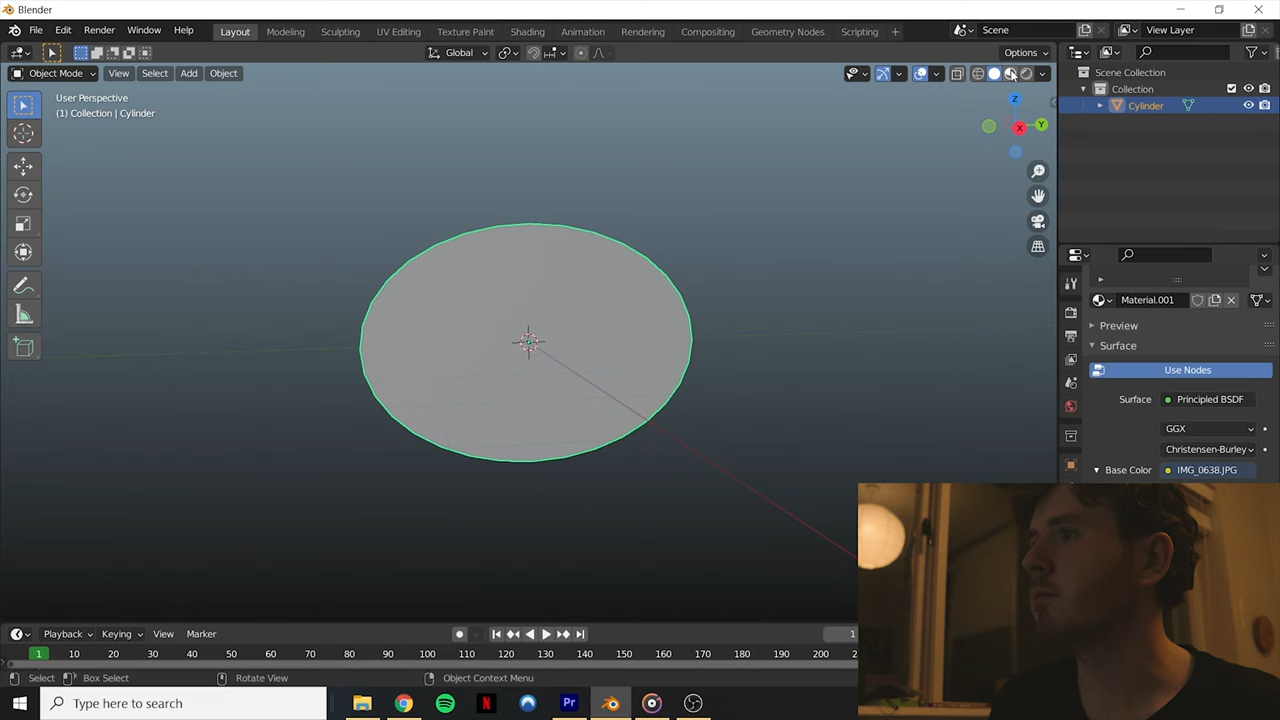 Blender
File Edit Render Window Help
Layout Modeling Sculpting UV Editing Texture Paint Shading Animation Rendering Compositing Geometry Nodes Scripting +
Scene
View Layer
Global
Options
Object Mode View Select Add Object
User Perspective
(1) Collection | Cylinder
Z
X
Y
Scene Collection
Collection
Cylinder
Material.001
Preview
Surface
Use Nodes
Surface Principled BSDF
GGX
Christensen-Burley
Base Color IMG_0638.JPG
Playback Keying View Marker
1
1 10 20 30 40 50 60 70 80 90 100 110 120 130 140 150 160 170 180 190 200
Select Box Select Rotate View Object Context Menu
Type here to search
Pr